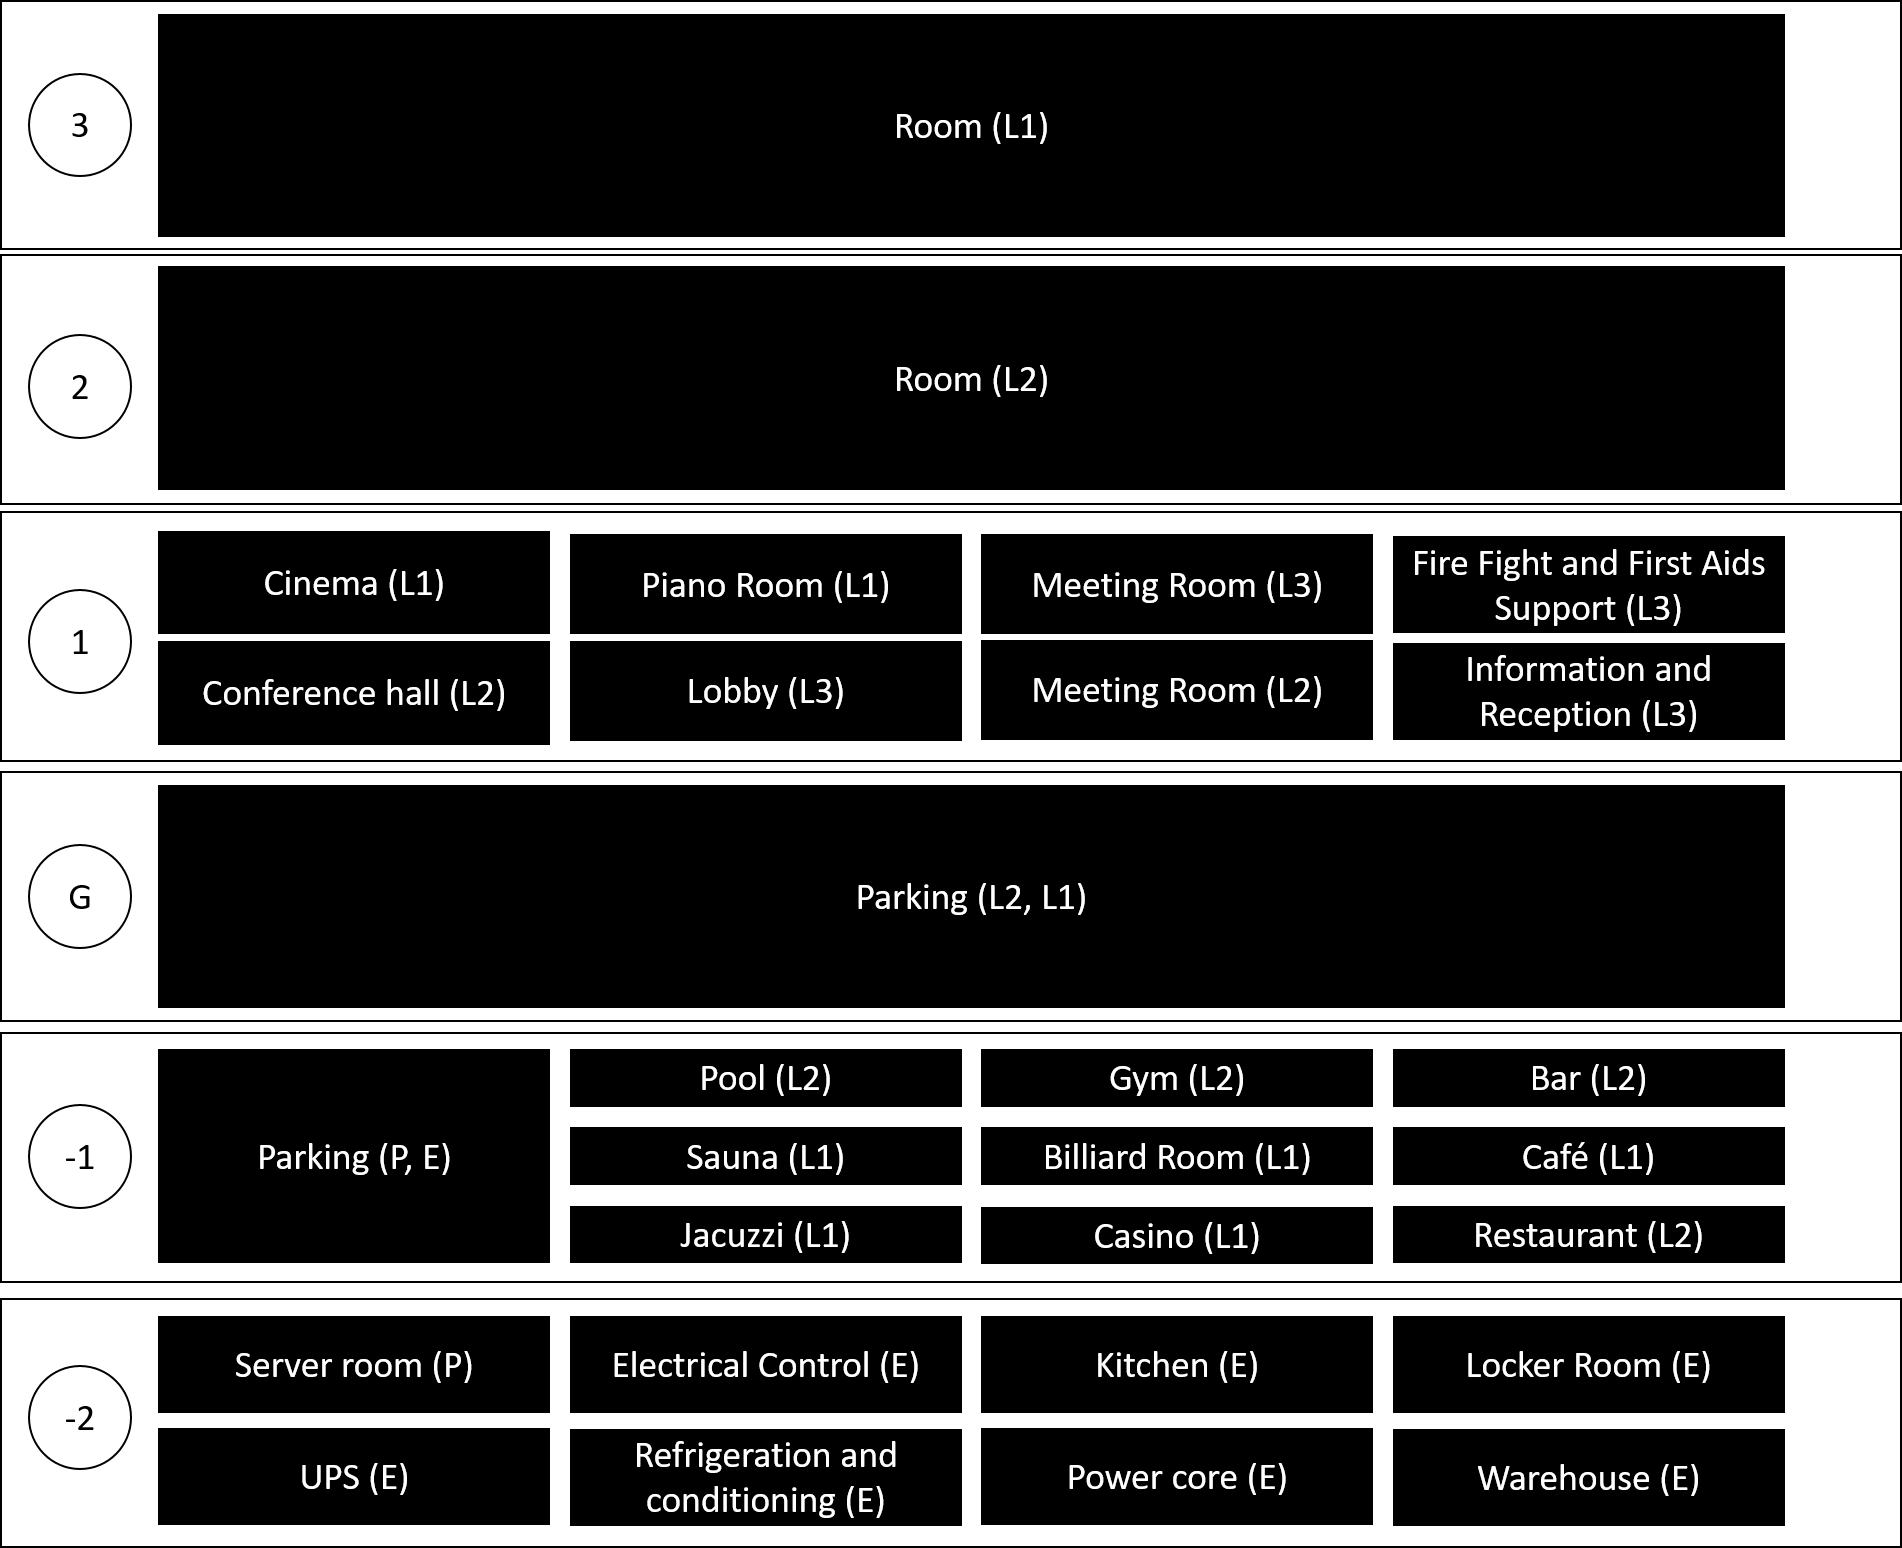 3
Room (L1)
2
Room (L2)
1
Cinema (L1)
Piano Room (L1)
Meeting Room (L3)
Fire Fight and First Aids
Support (L3)
Conference hall (L2)
Lobby (L3)
Meeting Room (L2)
Information and
Reception (L3)
G
Parking (L2, L1)
-1
Parking (P, E)
Pool (L2)
Gym (L2)
Bar (L2)
Sauna (L1)
Billiard Room (L1)
Café (L1)
Jacuzzi (L1)
Casino (L1)
Restaurant (L2)
-2
Server room (P)
Electrical Control (E)
Kitchen (E)
Locker Room (E)
UPS (E)
Refrigeration and
conditioning (E)
Power core (E)
Warehouse (E)